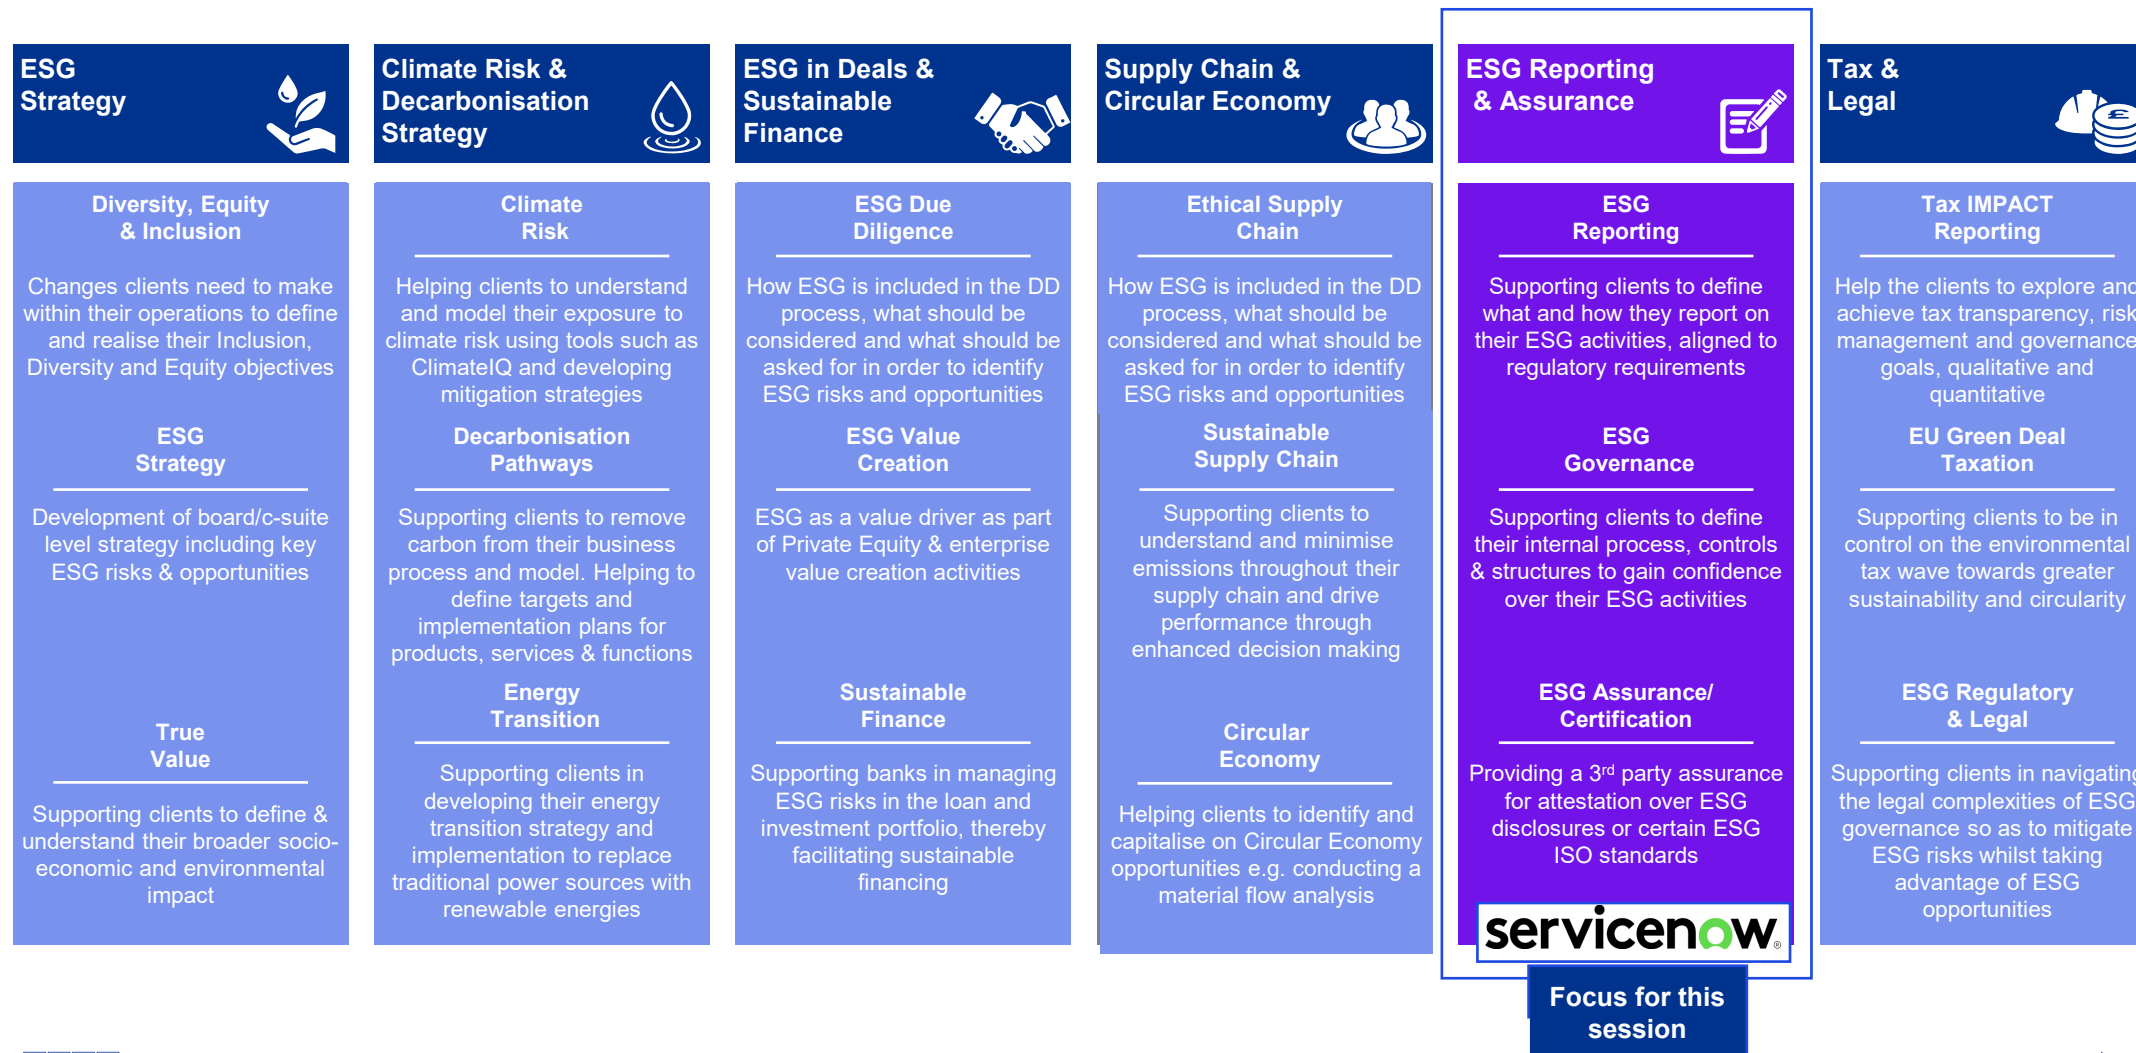 ESG
Strategy
Diversity, Equity
& Inclusion
Changes clients need to make
within their operations to define
and realise their Inclusion,
Diversity and Equity objectives
ESG
Strategy
Development of board/c-suite
level strategy including key
ESG risks & opportunities
True
Value
Supporting clients to define &
understand their broader socio-
economic and environmental
impact
Climate Risk &
Decarbonisation
Strategy
Climate
Risk
Helping clients to understand
and model their exposure to
climate risk using tools such as
ClimateIQ and developing
mitigation strategies
Decarbonisation
Pathways
Supporting clients to remove
carbon from their business
process and model. Helping to
define targets and
implementation plans for
products, services & functions
Energy
Transition
Supporting clients in
developing their energy
transition strategy and
implementation to replace
traditional power sources with
renewable energies
ESG in Deals &
Sustainable
Finance
ESG Due
Diligence
How ESG is included in the DD
process, what should be
considered and what should be
asked for in order to identify
ESG risks and opportunities
ESG Value
Creation
ESG as a value driver as part
of Private Equity & enterprise
value creation activities
Sustainable
Finance
Supporting banks in managing
ESG risks in the loan and
investment portfolio, thereby
facilitating sustainable
financing
Supply Chain &
Circular Economy
Ethical Supply
Chain
How ESG is included in the DD
process, what should be
considered and what should be
asked for in order to identify
ESG risks and opportunities
Sustainable
Supply Chain
Supporting clients to
understand and minimise
emissions throughout their
supply chain and drive
performance through
enhanced decision making
Circular
Economy
Helping clients to identify and
capitalise on Circular Economy
opportunities e.g. conducting a
material flow analysis
ESG Reporting
& Assurance
ESG
Reporting
Supporting clients to define
what and how they report on
their ESG activities, aligned to
regulatory requirements
ESG
Governance
Supporting clients to define
their internal process, controls
& structures to gain confidence
over their ESG activities
ESG Assurance/
Certification
Providing a 3rd party assurance
for attestation over ESG
disclosures or certain ESG
ISO standards
servicenow®
Focus for this
session
Tax &
Legal
£
Tax IMPACT
Reporting
Help the clients to explore and
achieve tax transparency, risk
management and governance
goals, qualitative and
quantitative
EU Green Deal
Taxation
Supporting clients to be in
control on the environmental
tax wave towards greater
sustainability and circularity
ESG Regulatory
& Legal
Supporting clients in navigating
the legal complexities of ESG
governance so as to mitigate
ESG risks whilst taking
advantage of ESG
opportunities